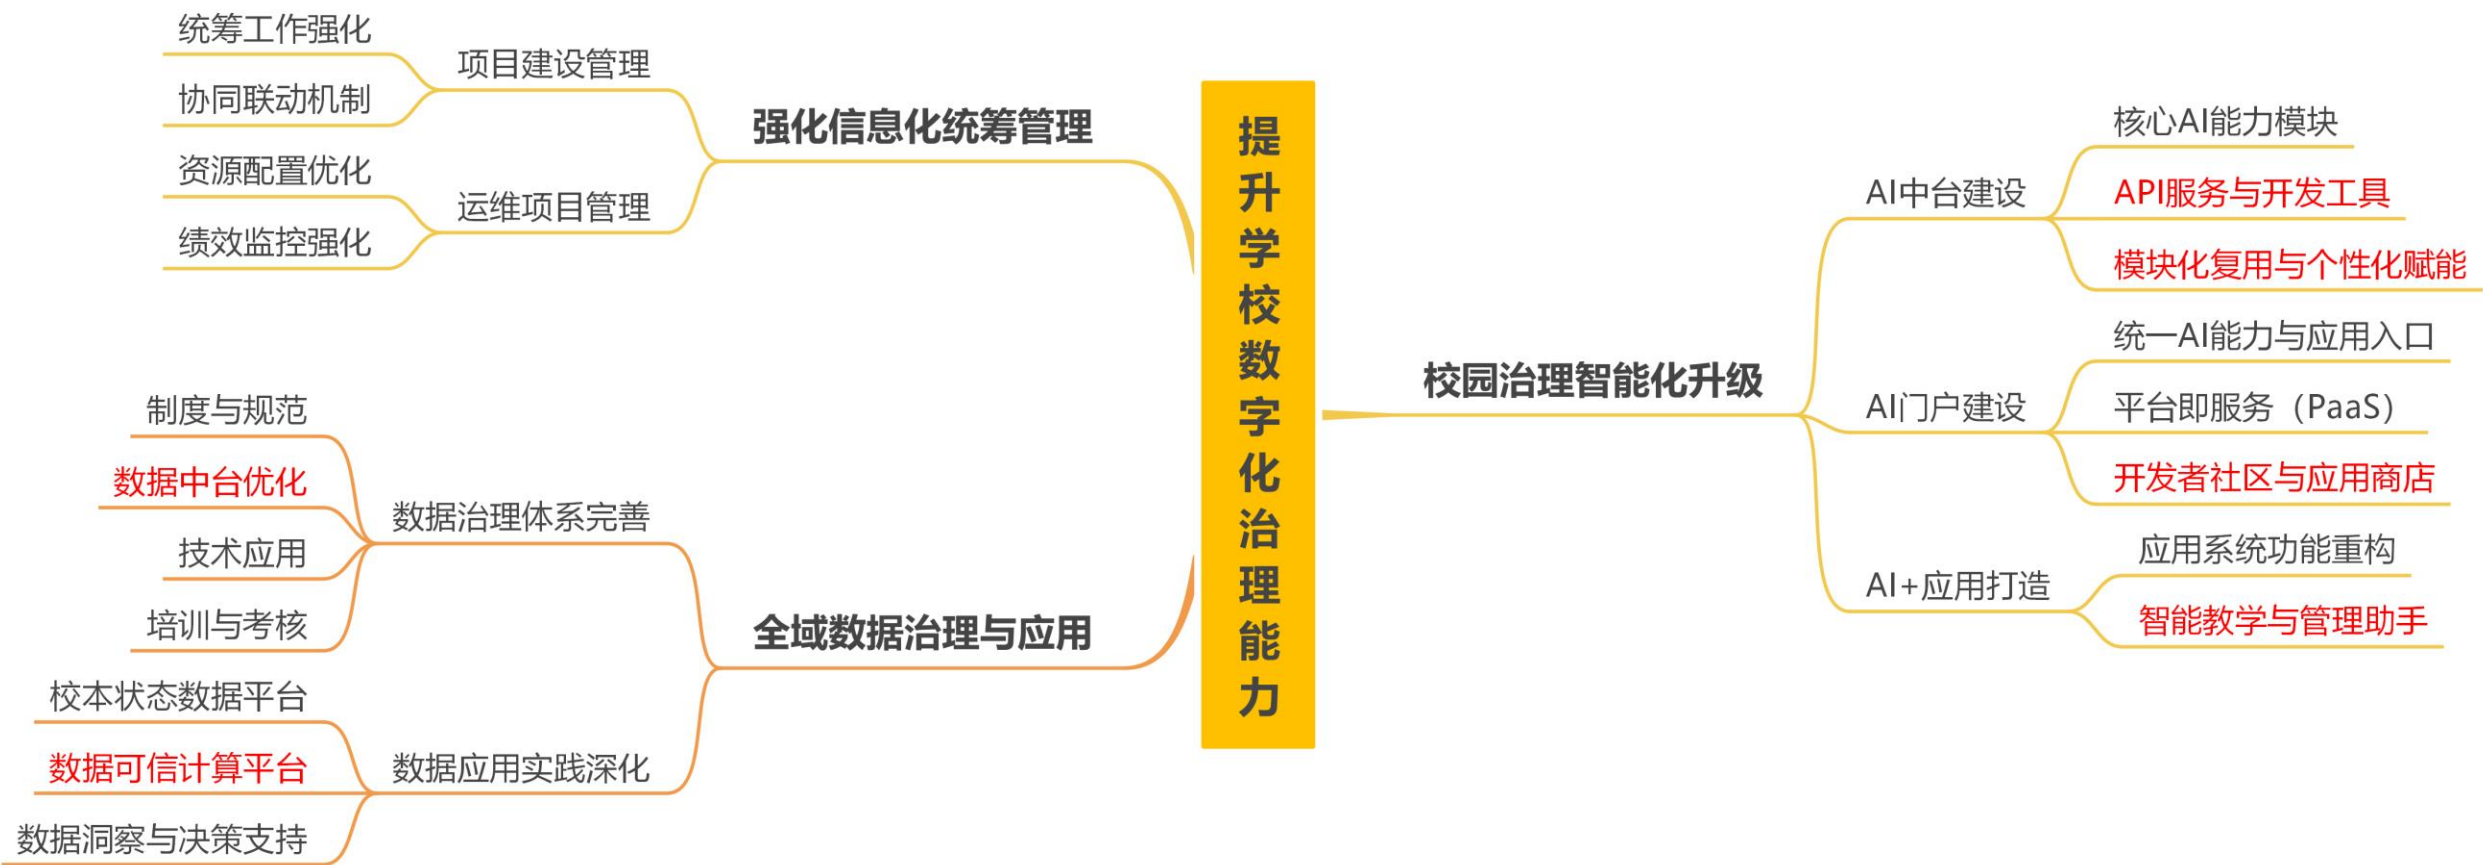 提升学校数字化治理能力
强化信息化统筹管理
项目建设管理
统筹工作强化
协同联动机制
运维项目管理
资源配置优化
绩效监控强化
全域数据治理与应用
数据治理体系完善
制度与规范
数据中台优化
技术应用
培训与考核
数据应用实践深化
校本状态数据平台
数据可信计算平台
数据洞察与决策支持
校园治理智能化升级
AI中台建设
核心AI能力模块
API服务与开发工具
模块化复用与个性化赋能
AI门户建设
统一AI能力与应用入口
平台即服务（PaaS）
开发者社区与应用商店
AI+应用打造
应用系统功能重构
智能教学与管理助手